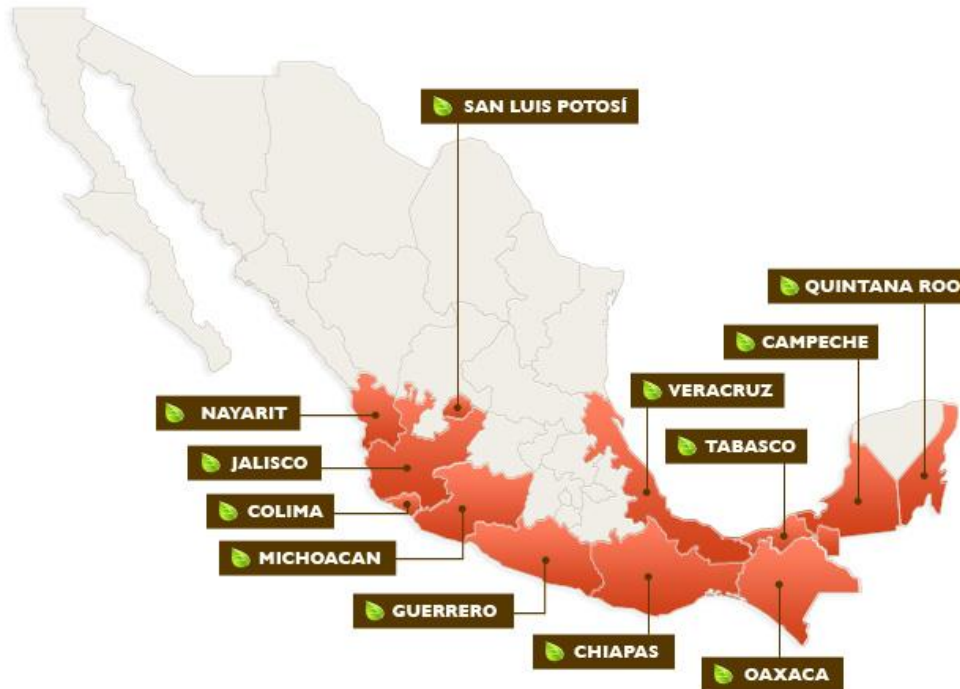 SAN LUIS POTOSÍ
QUINTANA ROO
CAMPECHE
VERACRUZ
NAYARIT
TABASCO
JALISCO
COLIMA
MICHOACAN
GUERRERO
CHIAPAS
OAXACA